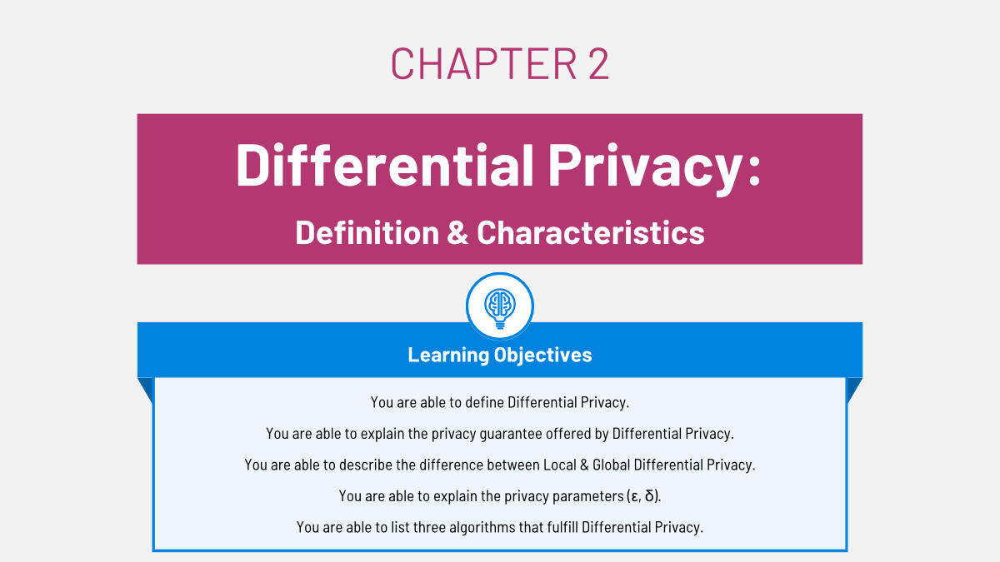 CHAPTER 2
Differential Privacy:
Definition & Characteristics
Learning Objectives
You are able to define Differential Privacy.
You are able to explain the privacy guarantee offered by Differential Privacy.
You are able to describe the difference between Local & Global Differential Privacy.
You are able to explain the privacy parameters (ε, δ).
You are able to list three algorithms that fulfill Differential Privacy.